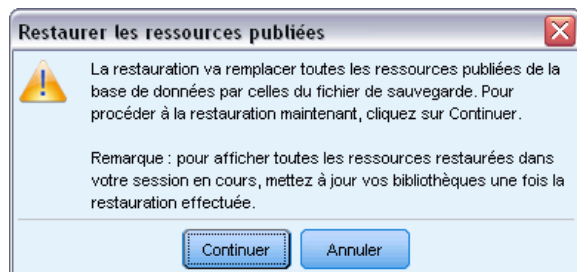 Restaurer les ressources publiées
La restauration va remplacer toutes les ressources publiées de la
base de données par celles du fichier de sauvegarde. Pour
procéder à la restauration maintenant, cliquez sur Continuer.
Remarque : pour afficher toutes les ressources restaurées dans
votre session en cours, mettez à jour vos bibliothèques une fois la
restauration effectuée.
Continuer Annuler